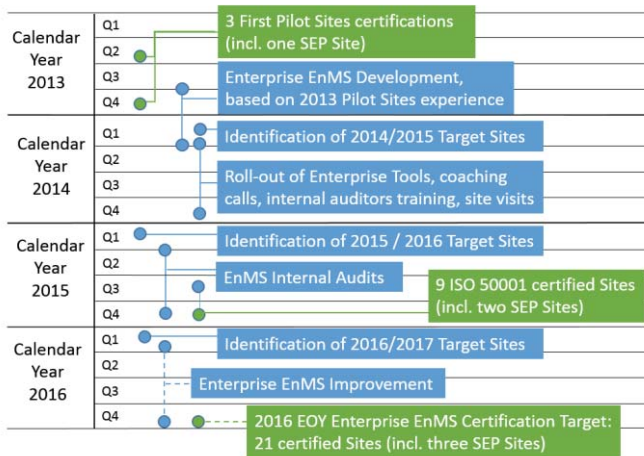 Calendar
Year
2013
Q1
Q2
Q3
Q4
3 First Pilot Sites certifications
(incl. one SEP Site)
Enterprise EnMS Development,
based on 2013 Pilot Sites experience
Calendar
Year
2014
Q1
Q2
Q3
Q4
Identification of 2014/2015 Target Sites
Roll-out of Enterprise Tools, coaching
calls, internal auditors training, site visits
Calendar
Year
2015
Q1
Q2
Q3
Q4
Identification of 2015 / 2016 Target Sites
EnMS Internal Audits
9 ISO 50001 certified Sites
(incl. two SEP Sites)
Calendar
Year
2016
Q1
Q2
Q3
Q4
Identification of 2016/2017 Target Sites
Enterprise EnMS Improvement
2016 EOY Enterprise EnMS Certification Target:
21 certified Sites (incl. three SEP Sites)